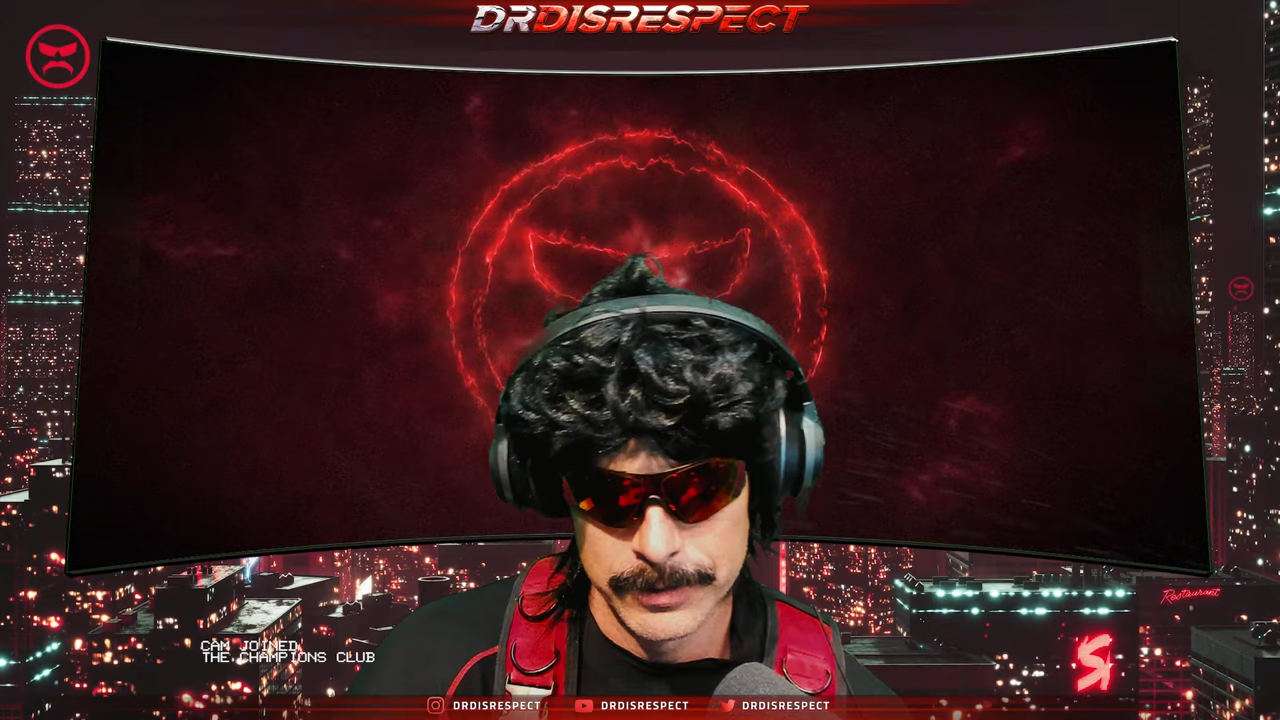 DRDISRESPECT
Restaurant
CAM JOINED
THE CHAMPIONS CLUB
DRDISRESPECT
DRDISRESPECT
DRDISRESPECT